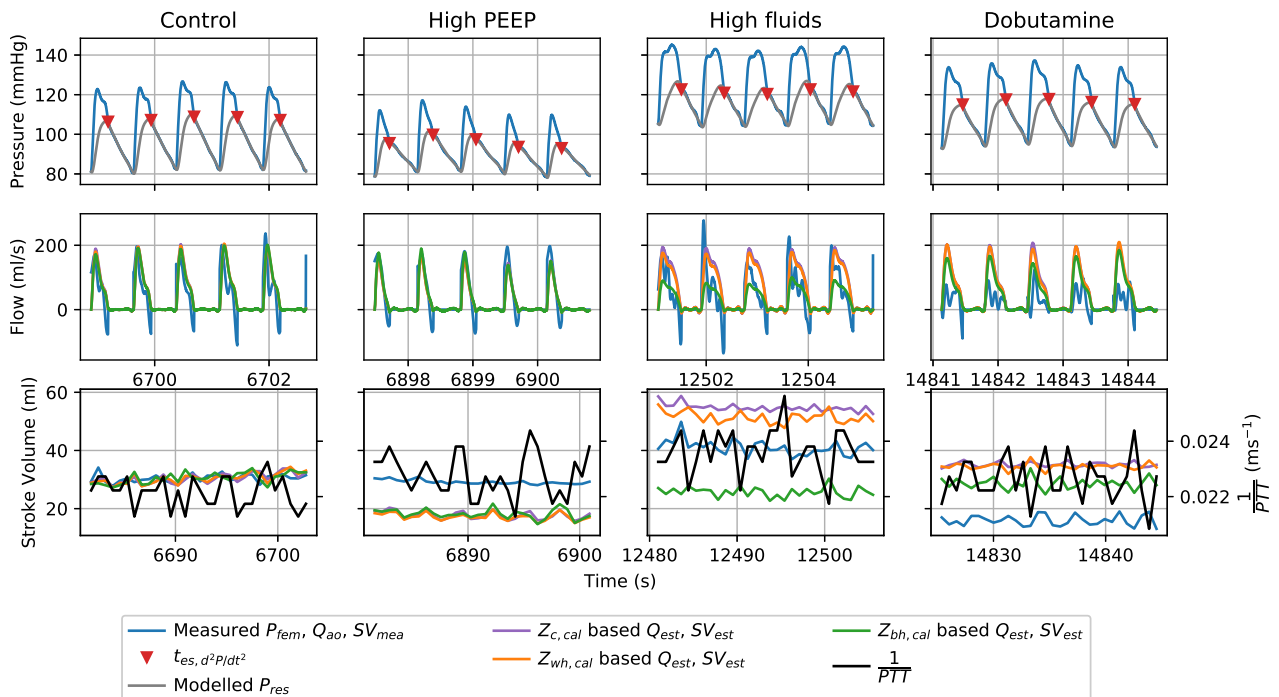 Control High PEEP High fluids Dobutamine
Pressure (mmHg)
140
120
100
80
Flow (ml/s)
200
0
6700 6702 6898 6899 6900 12502 12504 14841 14842 14843 14844
Stroke Volume (ml)
60
40
20
0.024
0.022
1/PTT (ms⁻¹)
6690 6700 6890 6900 12480 12490 12500 14830 14840
Time (s)
Measured P_fem, Q_ao, SV_mea
t_es, d²P/dt²
Modelled P_res
Z_c, cal based Q_est, SV_est
Z_wh, cal based Q_est, SV_est
Z_bh, cal based Q_est, SV_est
1/PTT